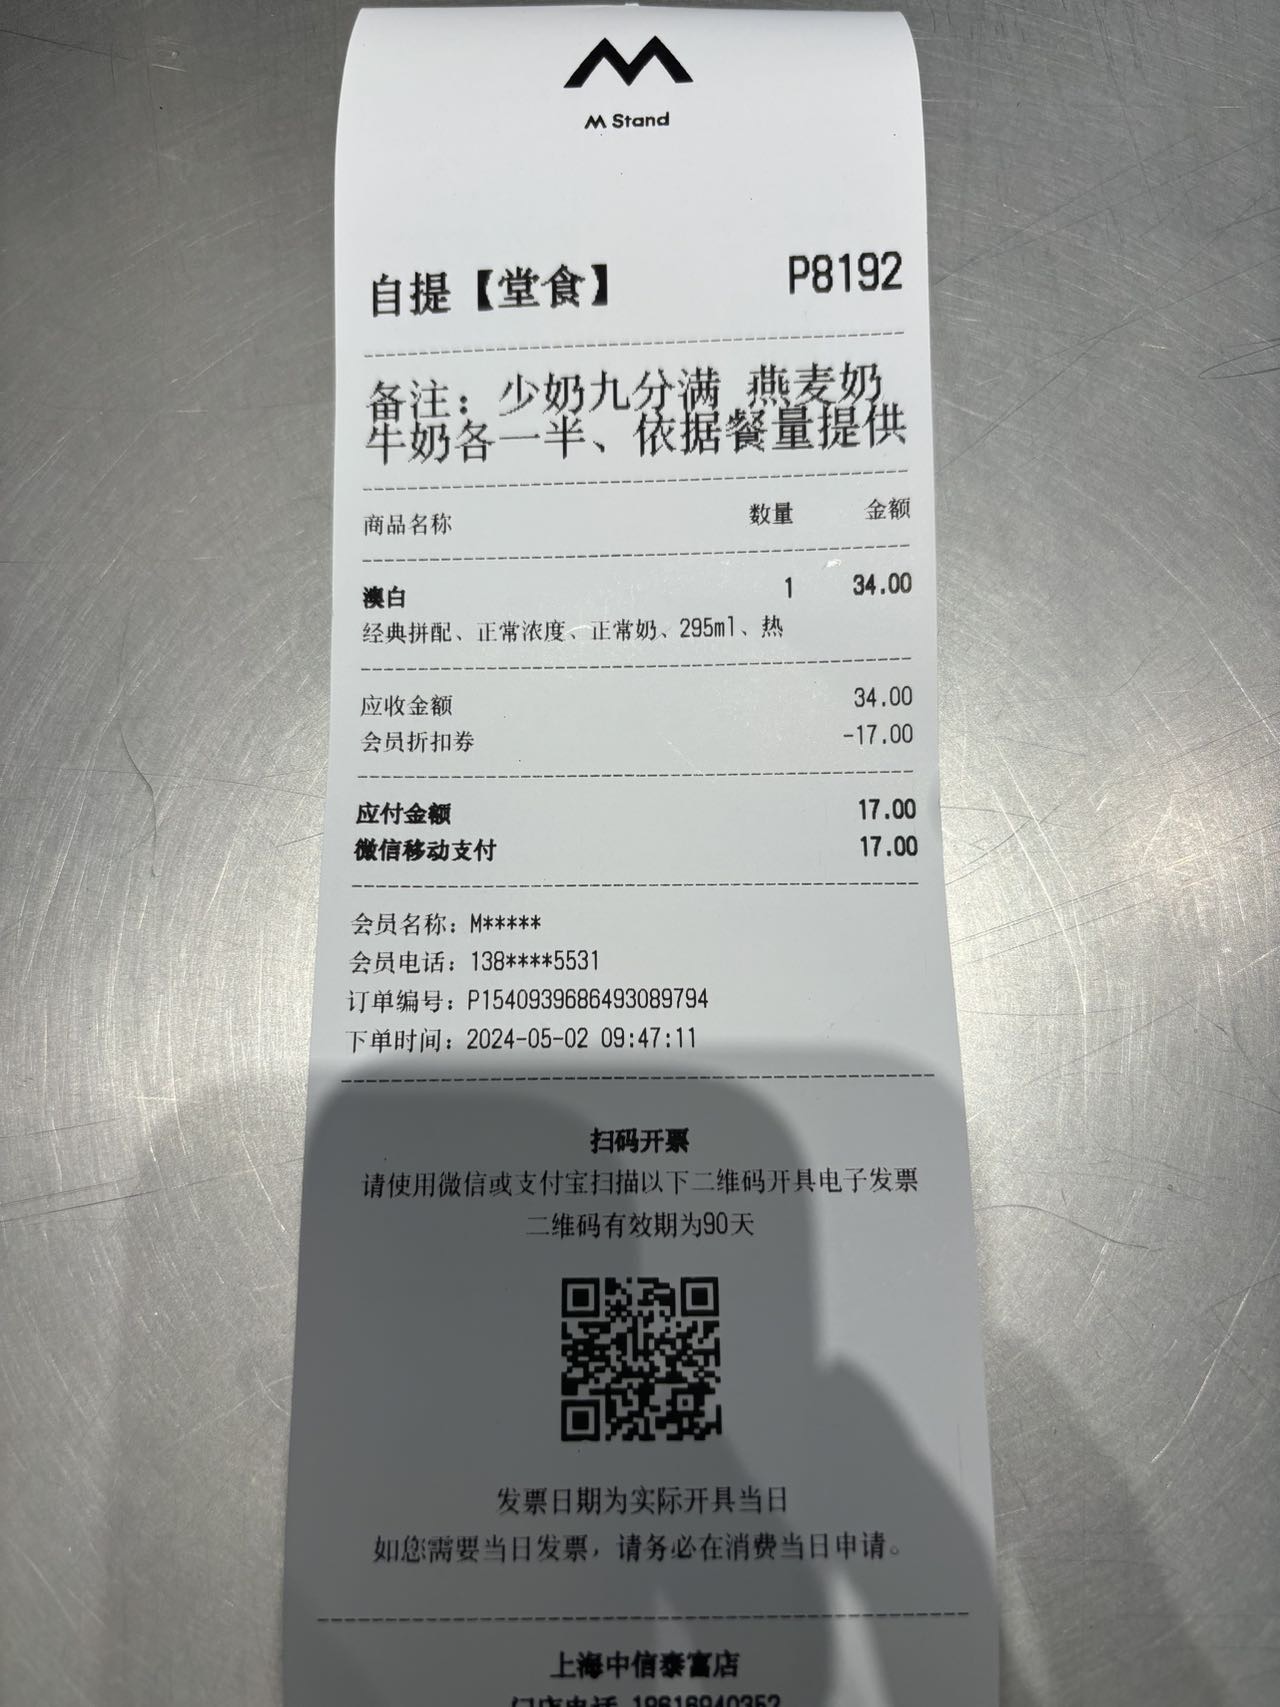 M Stand
自提【堂食】 P8192
备注：少奶九分满 燕麦奶
牛奶各一半、依据餐量提供
商品名称 数量 金额
澳白 1 34.00
经典拼配、正常浓度、正常奶、295ml、热
应收金额 34.00
会员折扣券 -17.00
应付金额 17.00
微信移动支付 17.00
会员名称：M*****
会员电话：138****5531
订单编号：P1540939686493089794
下单时间：2024-05-02 09:47:11
扫码开票
请使用微信或支付宝扫描以下二维码开具电子发票
二维码有效期为90天
发票日期为实际开具当日
如您需要当日发票，请务必在消费当日申请。
上海中信泰富店
门店电话